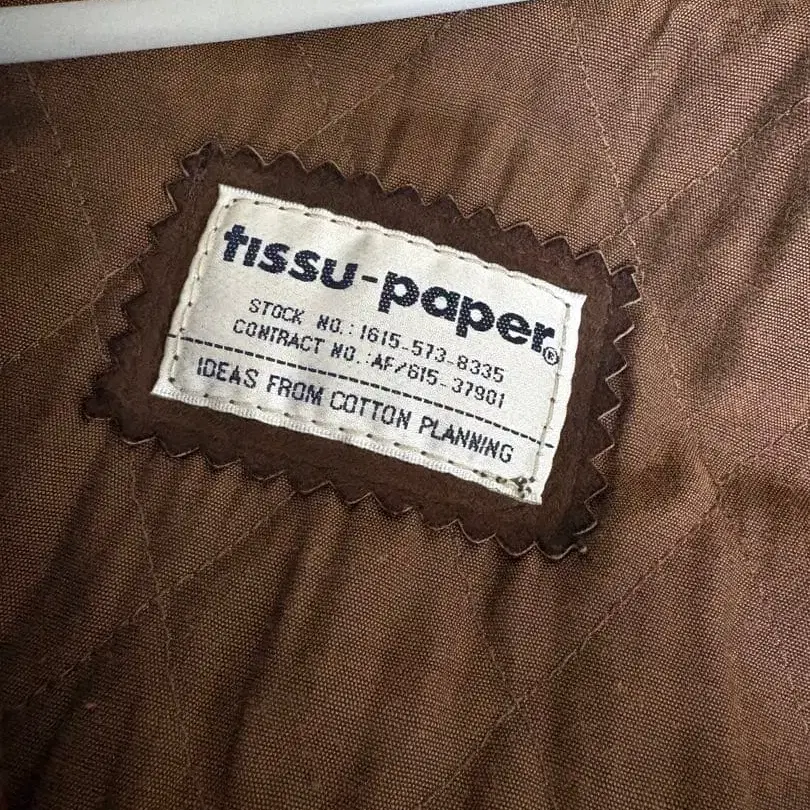 tissu-paper®
STOCK NO.:1615-573-8335
CONTRACT NO.:AF/615-37901
IDEAS FROM COTTON PLANNING